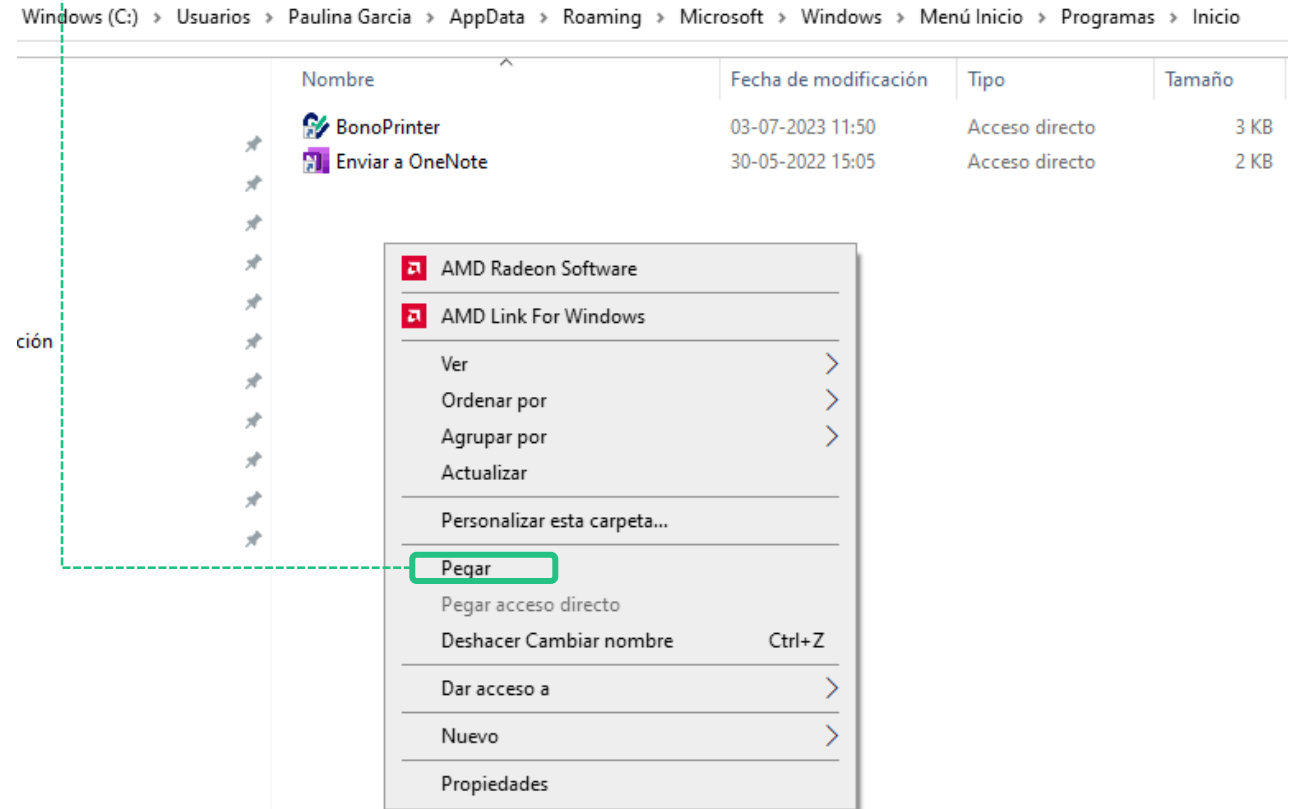 Windows (C:) > Usuarios > Paulina Garcia > AppData > Roaming > Microsoft > Windows > Menú Inicio > Programas > Inicio
Nombre Fecha de modificación Tipo Tamaño
BonoPrinter 03-07-2023 11:50 Acceso directo 3 KB
Enviar a OneNote 30-05-2022 15:05 Acceso directo 2 KB
AMD Radeon Software
AMD Link For Windows
ción
Ver
Ordenar por
Agrupar por
Actualizar
Personalizar esta carpeta...
Pegar
Pegar acceso directo
Deshacer Cambiar nombre Ctrl+Z
Dar acceso a
Nuevo
Propiedades